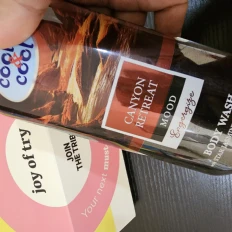 cool
&
cool
CANYON
RETREAT
MOOD
Energize
BODY WASH
joy of try
JOIN
THE TRIBE
Your next must